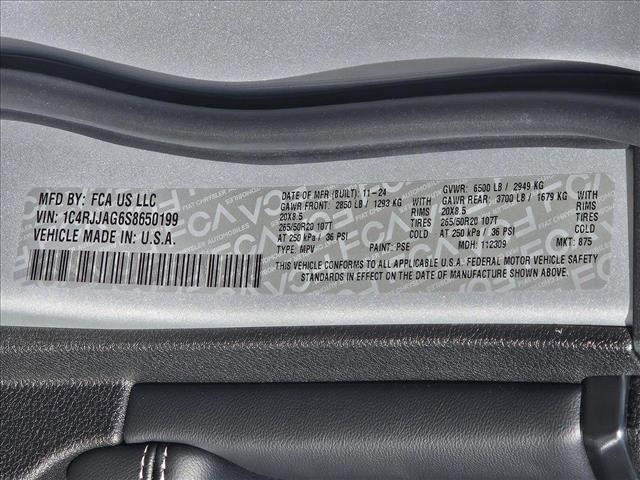 MFD BY: FCA US LLC
VIN: 1C4RJJAG6S8650199
VEHICLE MADE IN: U.S.A.
DATE OF MFR (BUILT): 11-24 GVWR: 6500 LB / 2949 KG
GAWR FRONT: 2850 LB / 1293 KG WITH GAWR REAR: 3700 LB / 1679 KG WITH
20X8.5 RIMS 20X8.5 RIMS
265/50R20 107T TIRES 265/50R20 107T TIRES
AT 250 kPa / 36 PSI COLD AT 250 kPa / 36 PSI COLD
TYPE: MPV PAINT: PSE MDH: 112309 MKT: 875
THIS VEHICLE CONFORMS TO ALL APPLICABLE U.S.A. FEDERAL MOTOR VEHICLE SAFETY
STANDARDS IN EFFECT ON THE DATE OF MANUFACTURE SHOWN ABOVE.